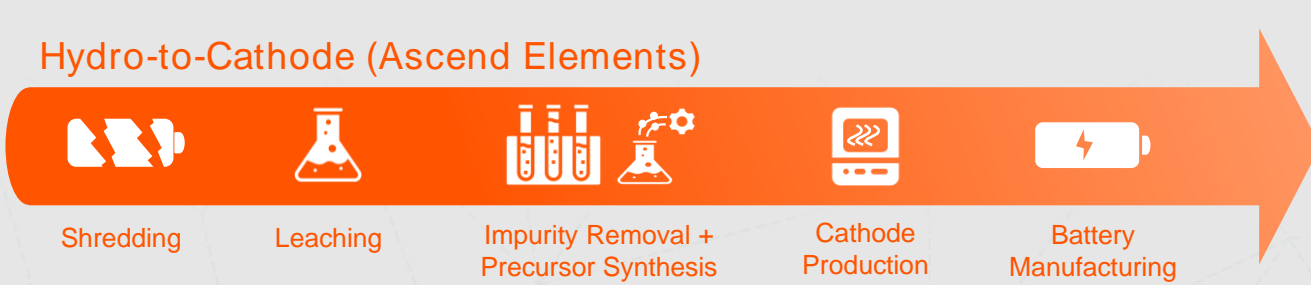 Hydro-to-Cathode (Ascend Elements)
Shredding
Leaching
Impurity Removal +
Precursor Synthesis
Cathode
Production
Battery
Manufacturing